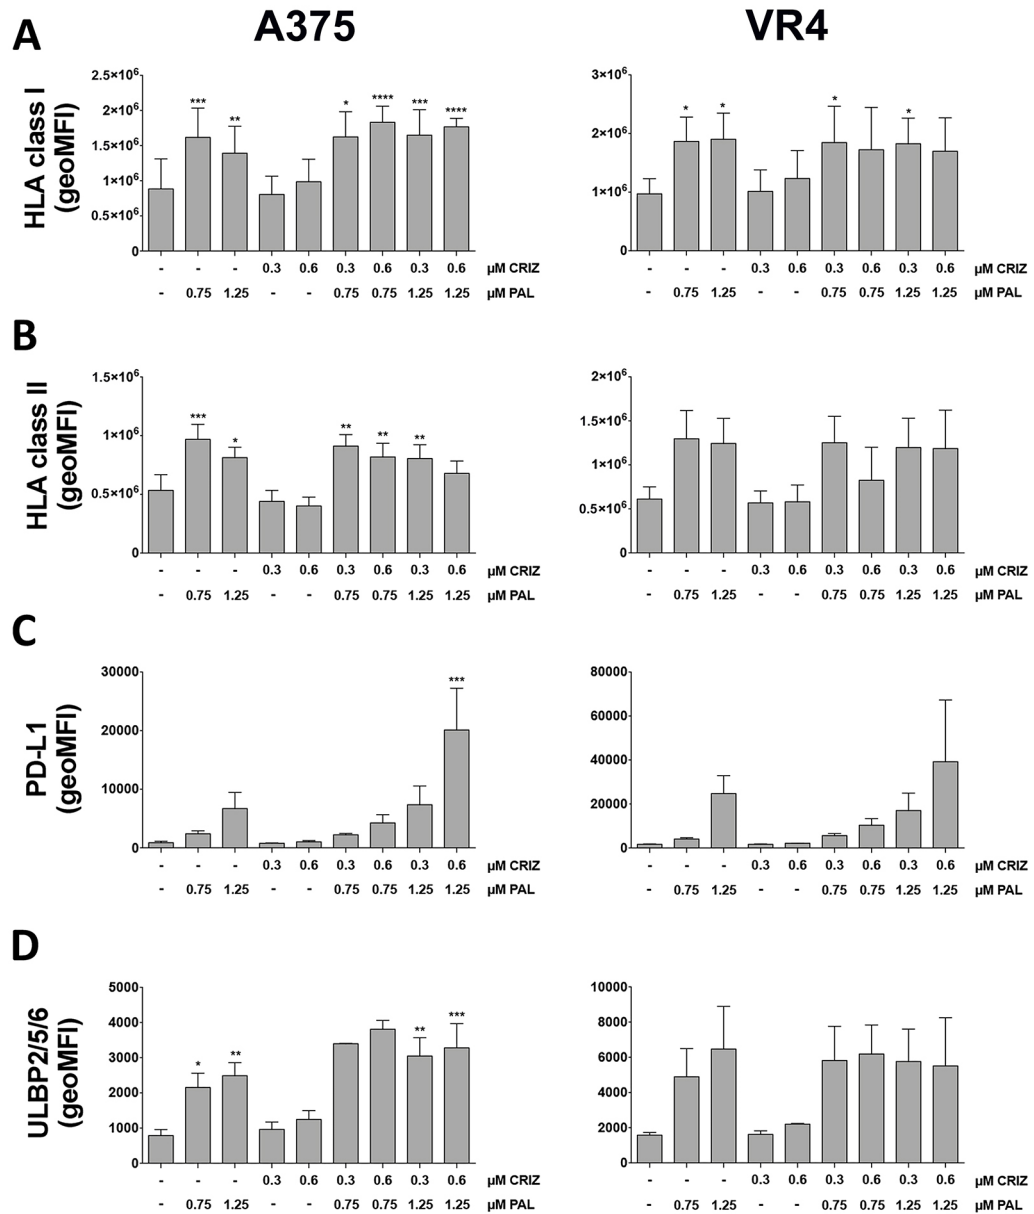 A375 VR4
A
HLA class I
(geoMFI)
2.5×10⁶
2×10⁶
1.5×10⁶
1×10⁶
0.5×10⁶
0
*** ** * **** *** ****
- - - 0.3 0.6 0.3 0.6 0.3 0.6 µM CRIZ
- 0.75 1.25 - - 0.75 0.75 1.25 1.25 µM PAL
3×10⁶
2×10⁶
1×10⁶
0
* * * *
- - - 0.3 0.6 0.3 0.6 0.3 0.6 µM CRIZ
- 0.75 1.25 - - 0.75 0.75 1.25 1.25 µM PAL
B
HLA class II
(geoMFI)
1.5×10⁶
1×10⁶
0.5×10⁶
0
*** * ** ** **
- - - 0.3 0.6 0.3 0.6 0.3 0.6 µM CRIZ
- 0.75 1.25 - - 0.75 0.75 1.25 1.25 µM PAL
2×10⁶
1.5×10⁶
1×10⁶
0.5×10⁶
0
- - - 0.3 0.6 0.3 0.6 0.3 0.6 µM CRIZ
- 0.75 1.25 - - 0.75 0.75 1.25 1.25 µM PAL
C
PD-L1
(geoMFI)
30000
20000
10000
0
***
- - - 0.3 0.6 0.3 0.6 0.3 0.6 µM CRIZ
- 0.75 1.25 - - 0.75 0.75 1.25 1.25 µM PAL
80000
60000
40000
20000
0
- - - 0.3 0.6 0.3 0.6 0.3 0.6 µM CRIZ
- 0.75 1.25 - - 0.75 0.75 1.25 1.25 µM PAL
D
ULBP2/5/6
(geoMFI)
5000
4000
3000
2000
1000
0
* ** ** ***
- - - 0.3 0.6 0.3 0.6 0.3 0.6 µM CRIZ
- 0.75 1.25 - - 0.75 0.75 1.25 1.25 µM PAL
10000
8000
6000
4000
2000
0
- - - 0.3 0.6 0.3 0.6 0.3 0.6 µM CRIZ
- 0.75 1.25 - - 0.75 0.75 1.25 1.25 µM PAL